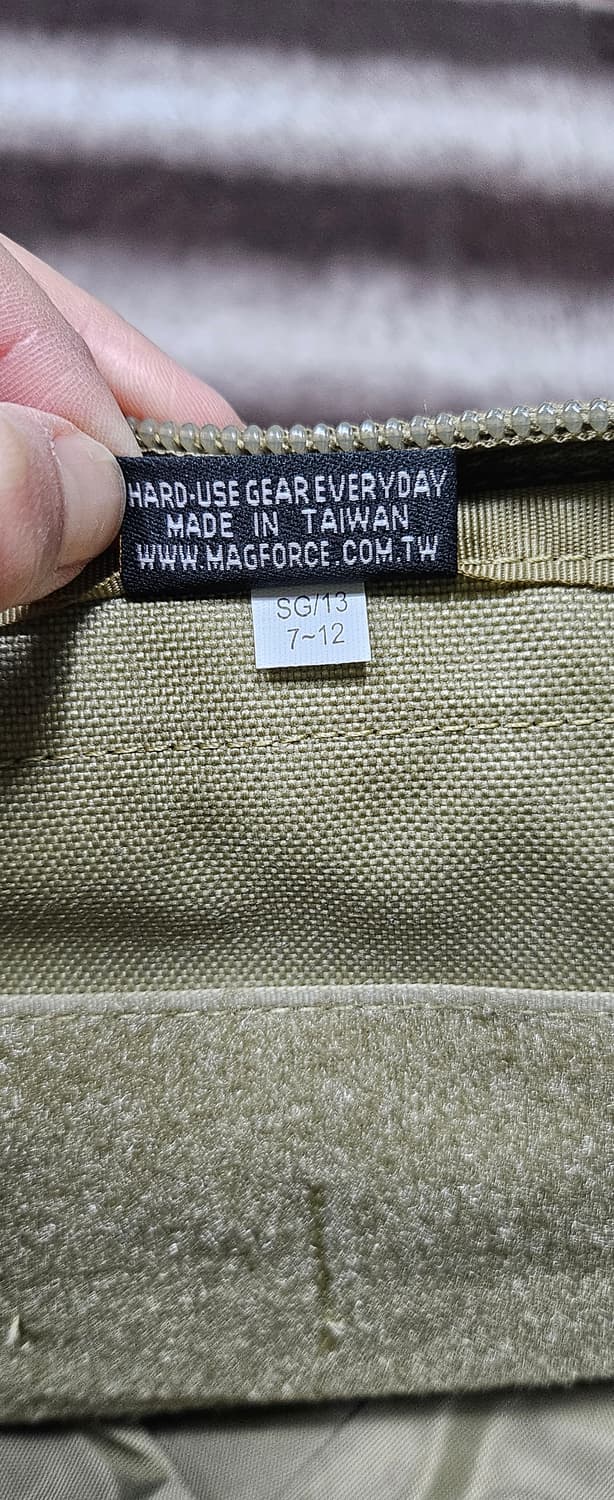 HARD-USE GEAR EVERYDAY
MADE IN TAIWAN
WWW.MAGFORCE.COM.TW
SG/13
7~12